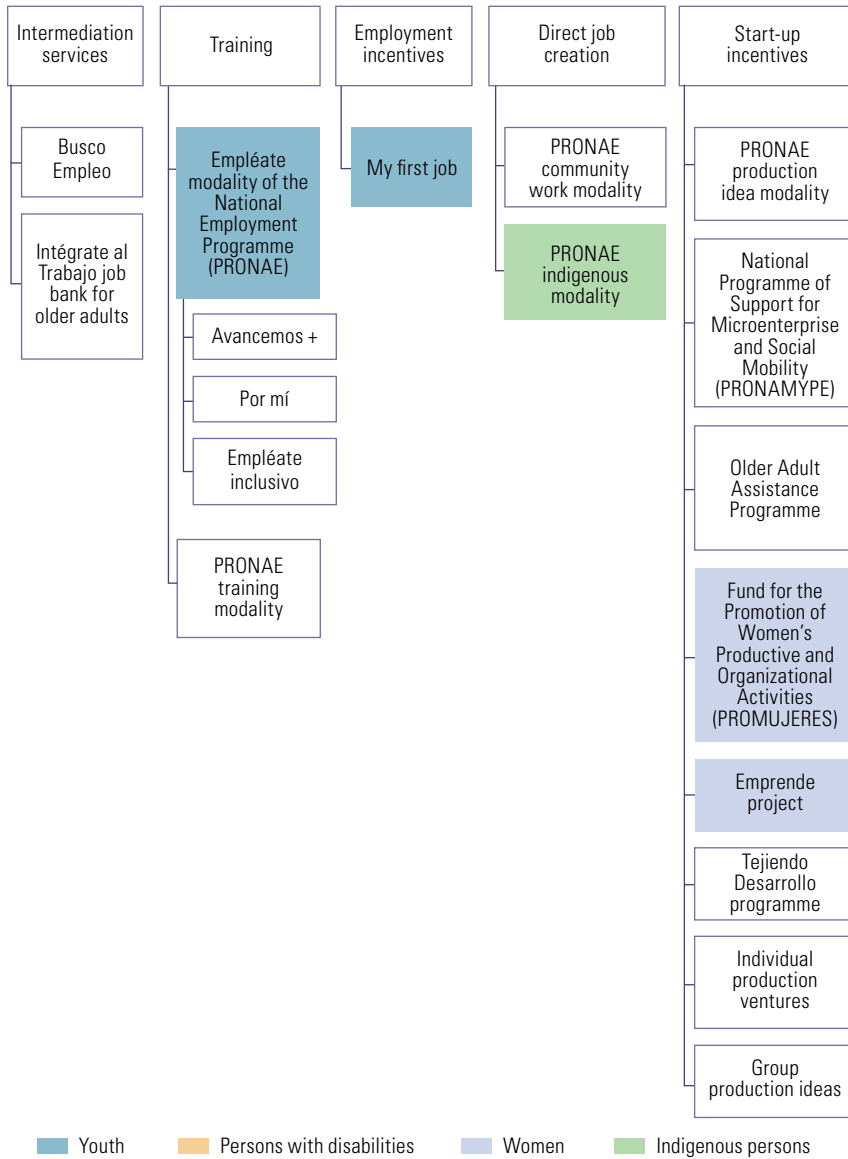 Intermediation
services
Training
Employment
incentives
Direct job
creation
Start-up
incentives
Busco
Empleo
Intégrate al
Trabajo job
bank for
older adults
Empléate
modality of the
National
Employment
Programme
(PRONAE)
Avancemos +
Por mí
Empléate
inclusivo
PRONAE
training
modality
My first job
PRONAE
community
work modality
PRONAE
indigenous
modality
PRONAE
production
idea modality
National
Programme of
Support for
Microenterprise
and Social
Mobility
(PRONAMYPE)
Older Adult
Assistance
Programme
Fund for the
Promotion of
Women's
Productive and
Organizational
Activities
(PROMUJERES)
Emprende
project
Tejiendo
Desarrollo
programme
Individual
production
ventures
Group
production ideas
Youth
Persons with disabilities
Women
Indigenous persons